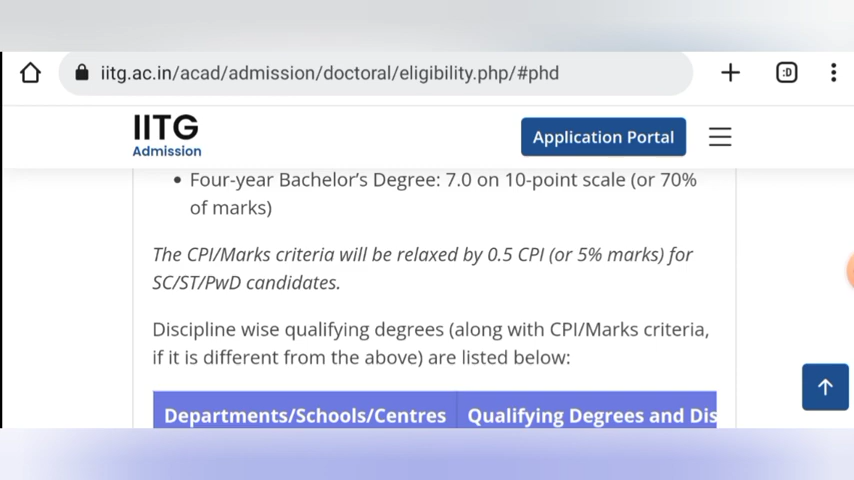 iitg.ac.in/acad/admission/doctoral/eligibility.php/#phd
:D
IITG
Admission
Application Portal
• Four-year Bachelor’s Degree: 7.0 on 10-point scale (or 70%
of marks)
The CPI/Marks criteria will be relaxed by 0.5 CPI (or 5% marks) for
SC/ST/PwD candidates.
Discipline wise qualifying degrees (along with CPI/Marks criteria,
if it is different from the above) are listed below:
Departments/Schools/Centres Qualifying Degrees and Dis